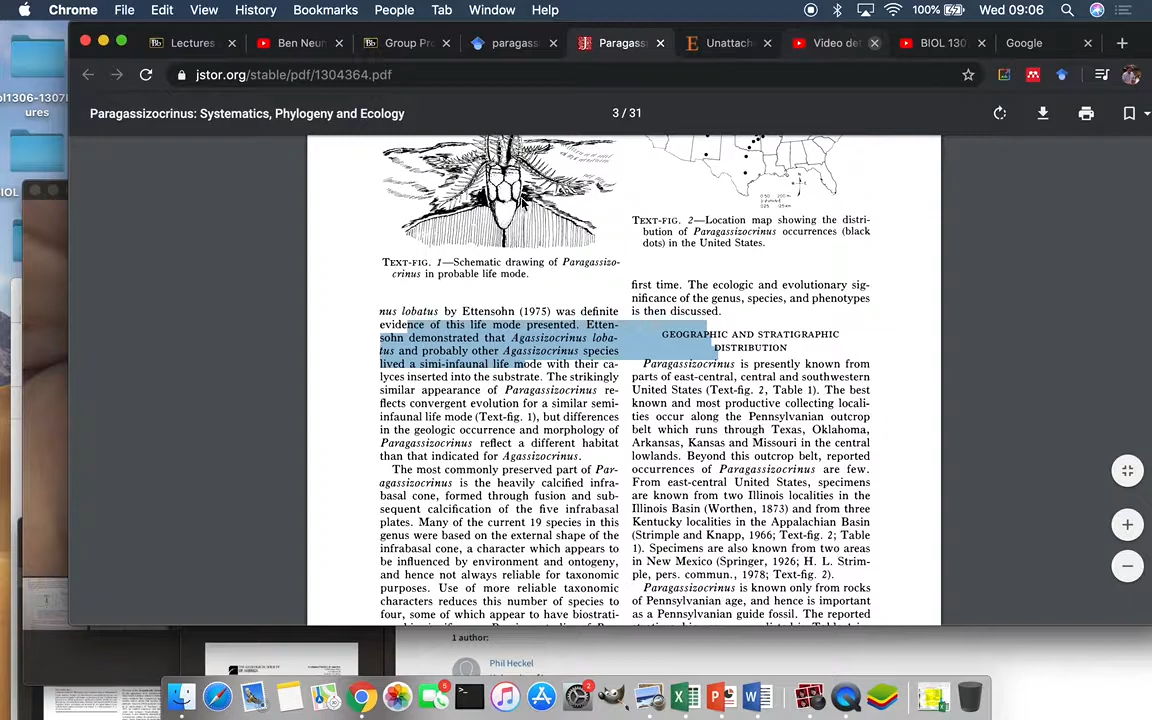 Chrome File Edit View History Bookmarks People Tab Window Help 100% Wed 09:06
Lectures Ben Neun Group Pro paragass Paragass Unattach Video det BIOL 130 Google
jstor.org/stable/pdf/1304364.pdf
Paragassizocrinus: Systematics, Phylogeny and Ecology 3 / 31
ol1306-1307l
ures
BIOL
TEXT-FIG. 1—Schematic drawing of Paragassizo-
crinus in probable life mode.
nus lobatus by Ettensohn (1975) was definite
evidence of this life mode presented. Etten-
sohn demonstrated that Agassizocrinus loba-
tus and probably other Agassizocrinus species
lived a simi-infaunal life mode with their ca-
lyces inserted into the substrate. The strikingly
similar appearance of Paragassizocrinus re-
flects convergent evolution for a similar semi-
infaunal life mode (Text-fig. 1), but differences
in the geologic occurrence and morphology of
Paragassizocrinus reflect a different habitat
than that indicated for Agassizocrinus.
The most commonly preserved part of Par-
agassizocrinus is the heavily calcified infra-
basal cone, formed through fusion and sub-
sequent calcification of the five infrabasal
plates. Many of the current 19 species in this
genus were based on the external shape of the
infrabasal cone, a character which appears to
be influenced by environment and ontogeny,
and hence not always reliable for taxonomic
purposes. Use of more reliable taxonomic
characters reduces this number of species to
four, some of which appear to have biostrati-
TEXT-FIG. 2—Location map showing the distri-
bution of Paragassizocrinus occurrences (black
dots) in the United States.
first time. The ecologic and evolutionary sig-
nificance of the genus, species, and phenotypes
is then discussed.
GEOGRAPHIC AND STRATIGRAPHIC
DISTRIBUTION
Paragassizocrinus is presently known from
parts of east-central, central and southwestern
United States (Text-fig. 2, Table 1). The best
known and most productive collecting locali-
ties occur along the Pennsylvanian outcrop
belt which runs through Texas, Oklahoma,
Arkansas, Kansas and Missouri in the central
lowlands. Beyond this outcrop belt, reported
occurrences of Paragassizocrinus are few.
From east-central United States, specimens
are known from two Illinois localities in the
Illinois Basin (Worthen, 1873) and from three
Kentucky localities in the Appalachian Basin
(Strimple and Knapp, 1966; Text-fig. 2; Table
1). Specimens are also known from two areas
in New Mexico (Springer, 1926; H. L. Strim-
ple, pers. commun., 1978; Text-fig. 2).
Paragassizocrinus is known only from rocks
of Pennsylvanian age, and hence is important
as a Pennsylvanian guide fossil. The reported
1 author:
Phil Heckel